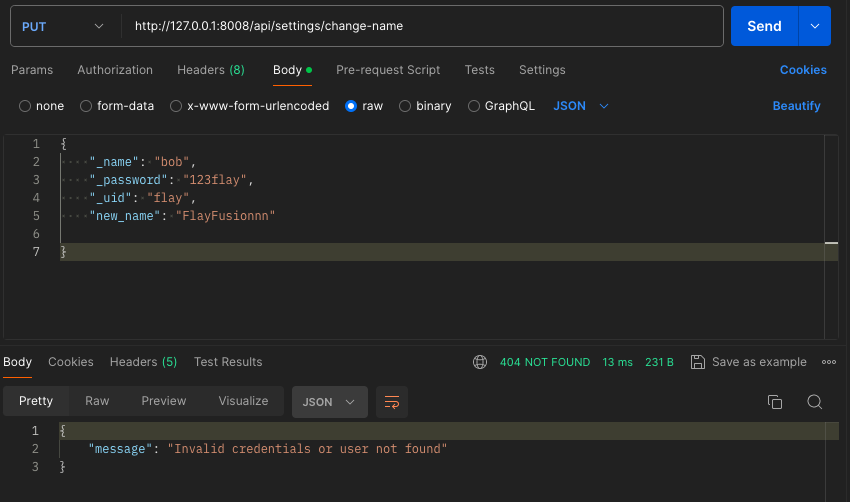 PUT http://127.0.0.1:8008/api/settings/change-name Send
Params Authorization Headers (8) Body Pre-request Script Tests Settings Cookies
none form-data x-www-form-urlencoded raw binary GraphQL JSON Beautify
1 {
2 "_name": "bob",
3 "_password": "123flay",
4 "_uid": "flay",
5 "new_name": "FlayFusionnn"
6
7 }
Body Cookies Headers (5) Test Results 404 NOT FOUND 13 ms 231 B Save as example
Pretty Raw Preview Visualize JSON
1 {
2 "message": "Invalid credentials or user not found"
3 }